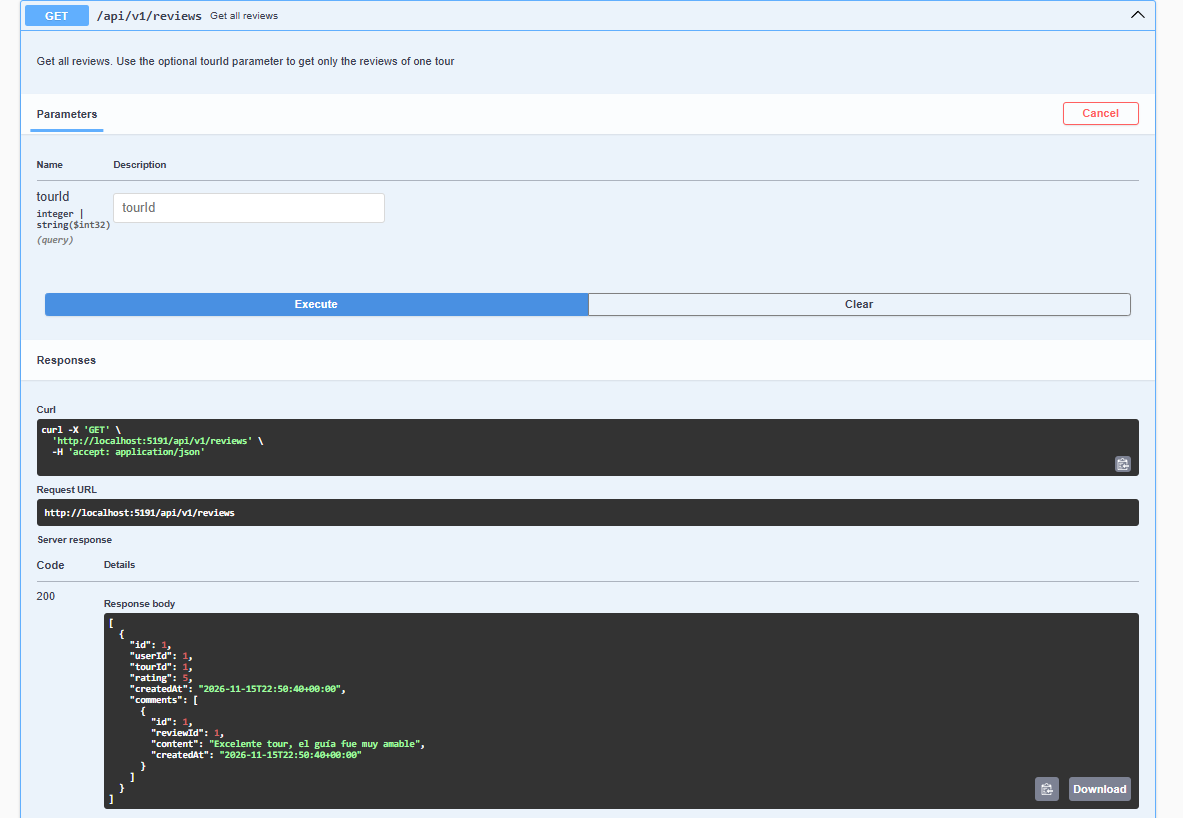 GET /api/v1/reviews Get all reviews
Get all reviews. Use the optional tourId parameter to get only the reviews of one tour
Parameters
Cancel
Name Description
tourId
integer |
string($int32)
(query)
tourId
Execute Clear
Responses
Curl
curl -X 'GET' \
'http://localhost:5191/api/v1/reviews' \
-H 'accept: application/json'
Request URL
http://localhost:5191/api/v1/reviews
Server response
Code Details
200
Response body
[
{
"id": 1,
"userId": 1,
"tourId": 1,
"rating": 5,
"createdAt": "2026-11-15T22:50:40+00:00",
"comments": [
{
"id": 1,
"reviewId": 1,
"content": "Excelente tour, el guía fue muy amable",
"createdAt": "2026-11-15T22:50:40+00:00"
}
]
}
]
Download